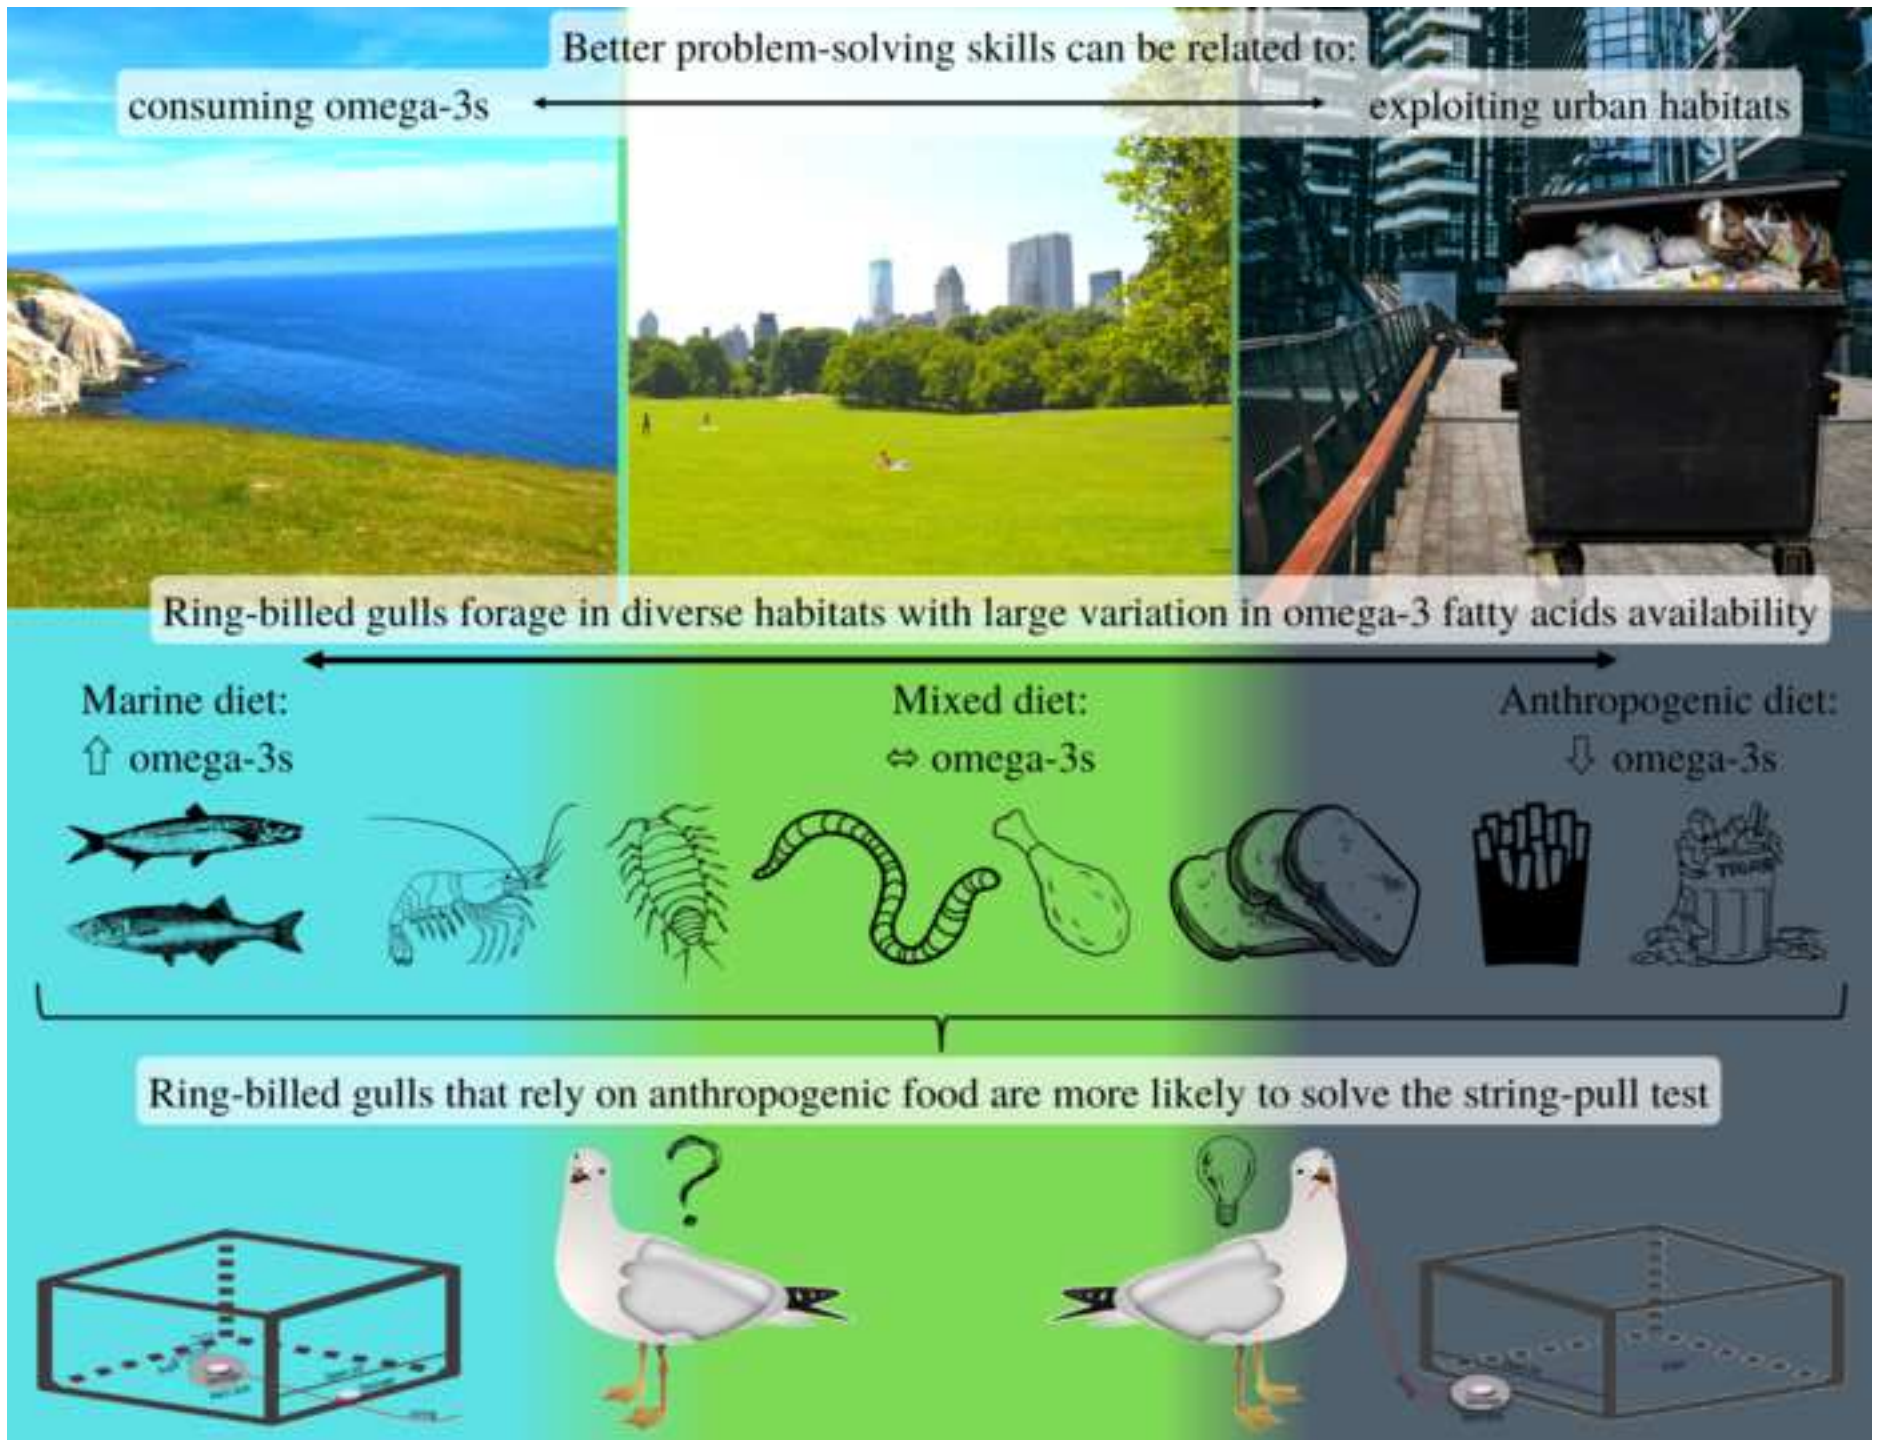 Better problem-solving skills can be related to:
consuming omega-3s
exploiting urban habitats
Ring-billed gulls forage in diverse habitats with large variation in omega-3 fatty acids availability
Marine diet:
⇧ omega-3s
Mixed diet:
⇔ omega-3s
Anthropogenic diet:
⇩ omega-3s
Ring-billed gulls that rely on anthropogenic food are more likely to solve the string-pull test
?